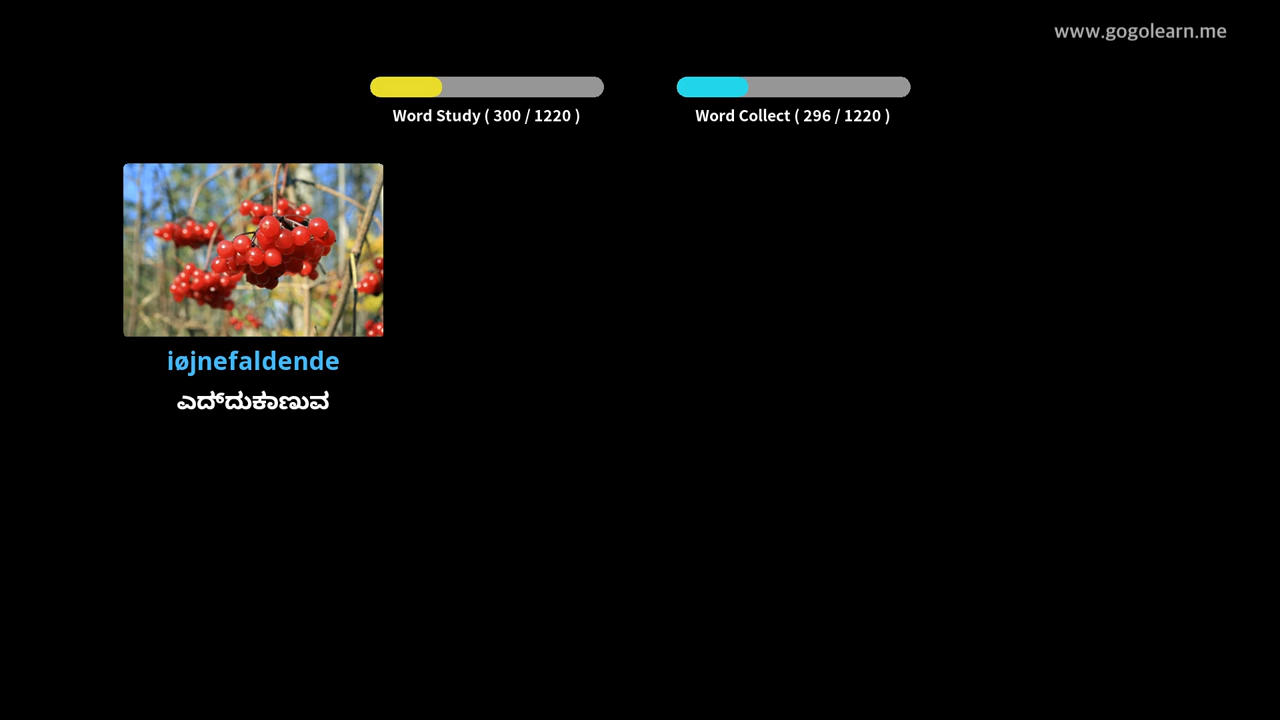 www.gogolearn.me
Word Study ( 300 / 1220 )
Word Collect ( 296 / 1220 )
iøjnefaldende
ಎದ್ದುಕಾಣುವ